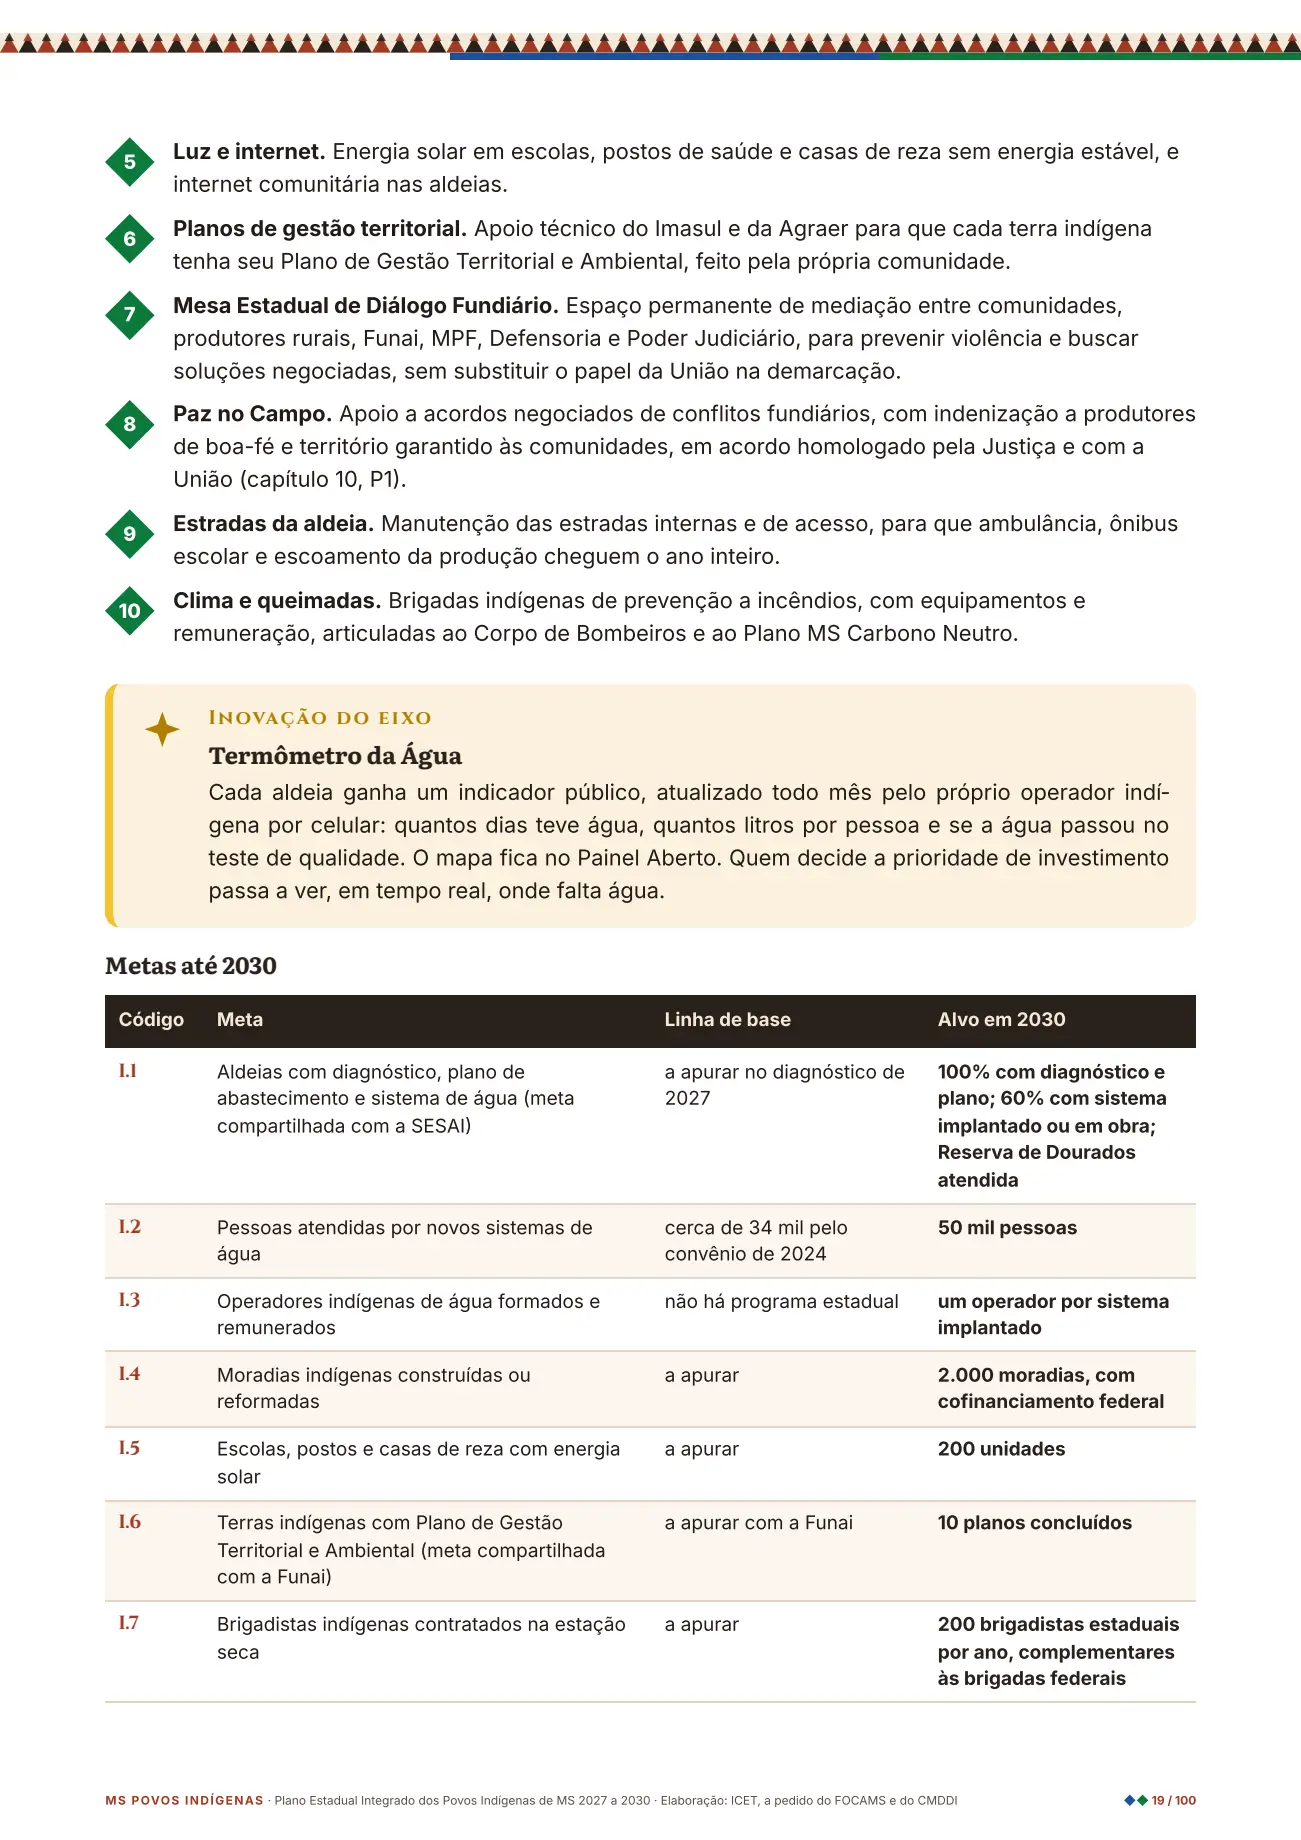 5
Luz e internet. Energia solar em escolas, postos de saúde e casas de reza sem energia estável, e
internet comunitária nas aldeias.
6
Planos de gestão territorial. Apoio técnico do Imasul e da Agraer para que cada terra indígena
tenha seu Plano de Gestão Territorial e Ambiental, feito pela própria comunidade.
7
Mesa Estadual de Diálogo Fundiário. Espaço permanente de mediação entre comunidades,
produtores rurais, Funai, MPF, Defensoria e Poder Judiciário, para prevenir violência e buscar
soluções negociadas, sem substituir o papel da União na demarcação.
8
Paz no Campo. Apoio a acordos negociados de conflitos fundiários, com indenização a produtores
de boa-fé e território garantido às comunidades, em acordo homologado pela Justiça e com a
União (capítulo 10, P1).
9
Estradas da aldeia. Manutenção das estradas internas e de acesso, para que ambulância, ônibus
escolar e escoamento da produção cheguem o ano inteiro.
10
Clima e queimadas. Brigadas indígenas de prevenção a incêndios, com equipamentos e
remuneração, articuladas ao Corpo de Bombeiros e ao Plano MS Carbono Neutro.
Inovação do eixo
Termômetro da Água
Cada aldeia ganha um indicador público, atualizado todo mês pelo próprio operador indí-
gena por celular: quantos dias teve água, quantos litros por pessoa e se a água passou no
teste de qualidade. O mapa fica no Painel Aberto. Quem decide a prioridade de investimento
passa a ver, em tempo real, onde falta água.
Metas até 2030
Código Meta Linha de base Alvo em 2030
I.1 Aldeias com diagnóstico, plano de a apurar no diagnóstico de 100% com diagnóstico e
abastecimento e sistema de água (meta 2027 plano; 60% com sistema
compartilhada com a SESAI) implantado ou em obra;
Reserva de Dourados
atendida
I.2 Pessoas atendidas por novos sistemas de cerca de 34 mil pelo 50 mil pessoas
água convênio de 2024
I.3 Operadores indígenas de água formados e não há programa estadual um operador por sistema
remunerados implantado
I.4 Moradias indígenas construídas ou a apurar 2.000 moradias, com
reformadas cofinanciamento federal
I.5 Escolas, postos e casas de reza com energia a apurar 200 unidades
solar
I.6 Terras indígenas com Plano de Gestão a apurar com a Funai 10 planos concluídos
Territorial e Ambiental (meta compartilhada
com a Funai)
I.7 Brigadistas indígenas contratados na estação a apurar 200 brigadistas estaduais
seca por ano, complementares
às brigadas federais
MS POVOS INDÍGENAS · Plano Estadual Integrado dos Povos Indígenas de MS 2027 a 2030 · Elaboração: ICET, a pedido do FOCAMS e do CMDDI 19 / 100